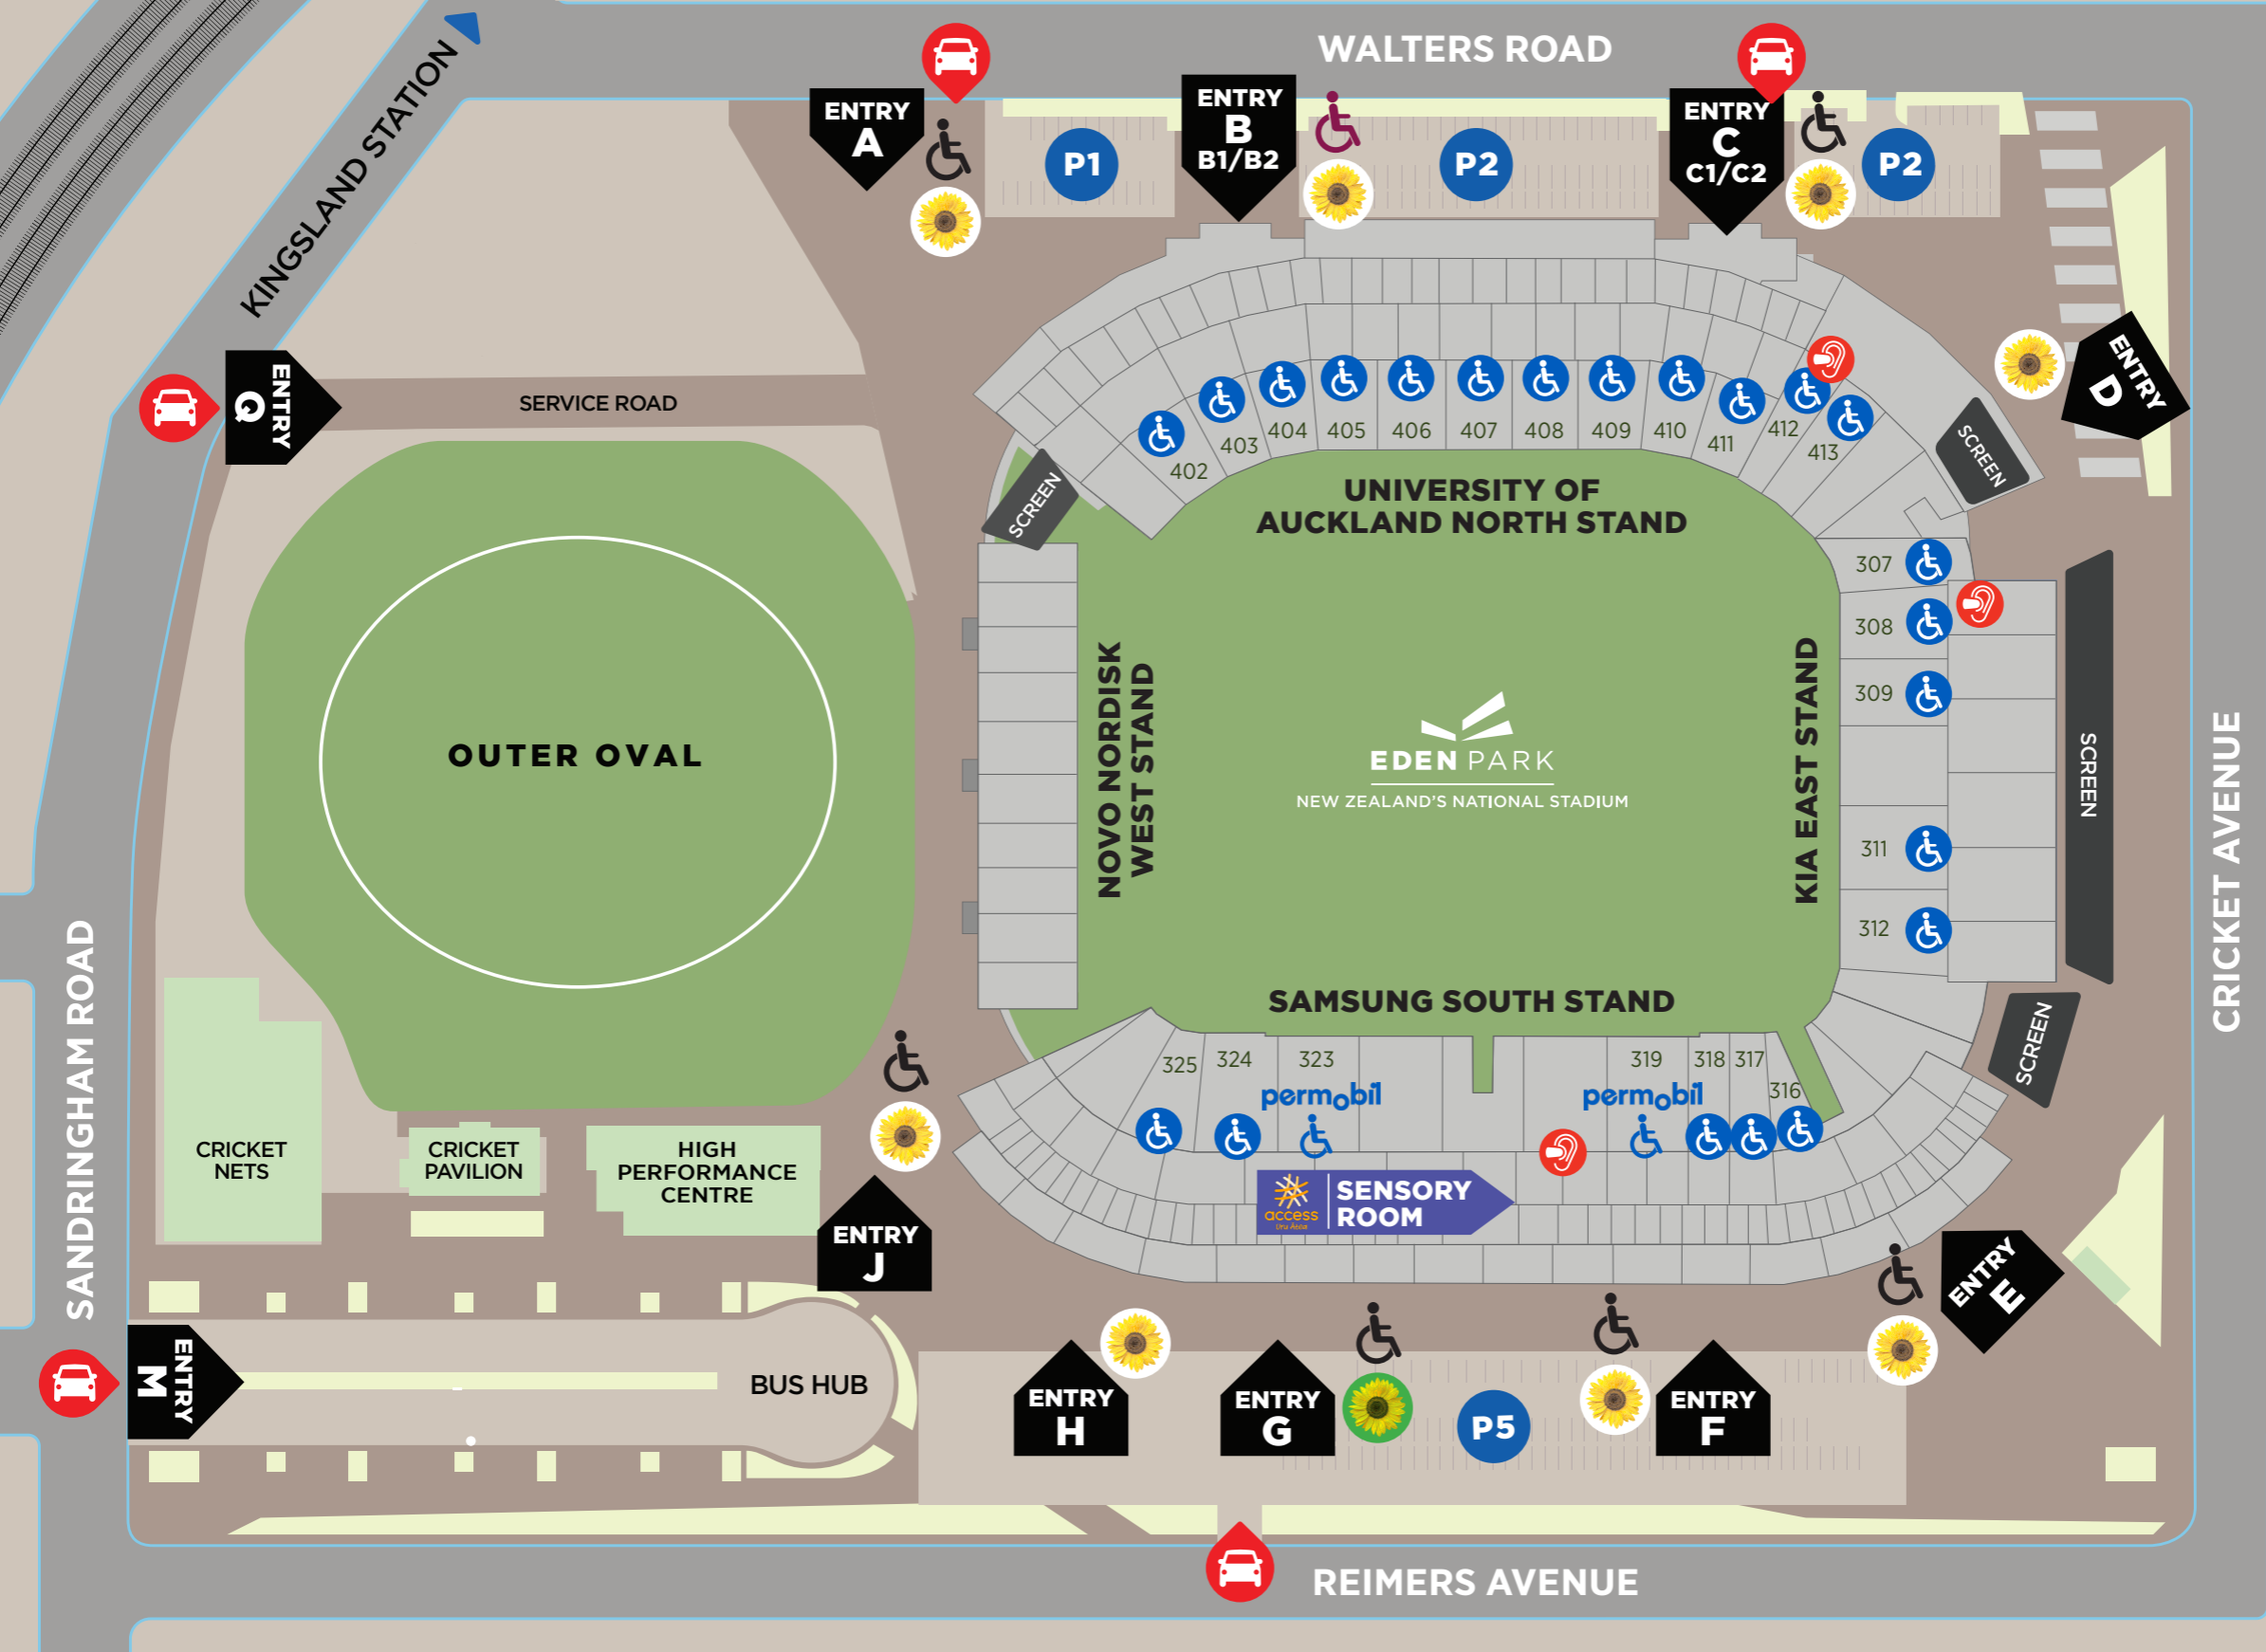 WALTERS ROAD
KINGSLAND STATION
ENTRY
A
P1
ENTRY
B
B1/B2
P2
ENTRY
C
C1/C2
P2
ENTRY
D
ENTRY
Q
SERVICE ROAD
402
403
404
405
406
407
408
409
410
411
412
413
SCREEN
SCREEN
UNIVERSITY OF
AUCKLAND NORTH STAND
307
308
309
311
312
SCREEN
SCREEN
KIA EAST STAND
CRICKET AVENUE
NOVO NORDISK
WEST STAND
EDEN PARK
NEW ZEALAND'S NATIONAL STADIUM
OUTER OVAL
SAMSUNG SOUTH STAND
325
324
323
permobil
319
318
317
316
permobil
access
Uru Āwea
SENSORY
ROOM
SANDRINGHAM ROAD
CRICKET
NETS
CRICKET
PAVILION
HIGH
PERFORMANCE
CENTRE
ENTRY
J
ENTRY
E
ENTRY
M
BUS HUB
ENTRY
H
ENTRY
G
P5
ENTRY
F
REIMERS AVENUE